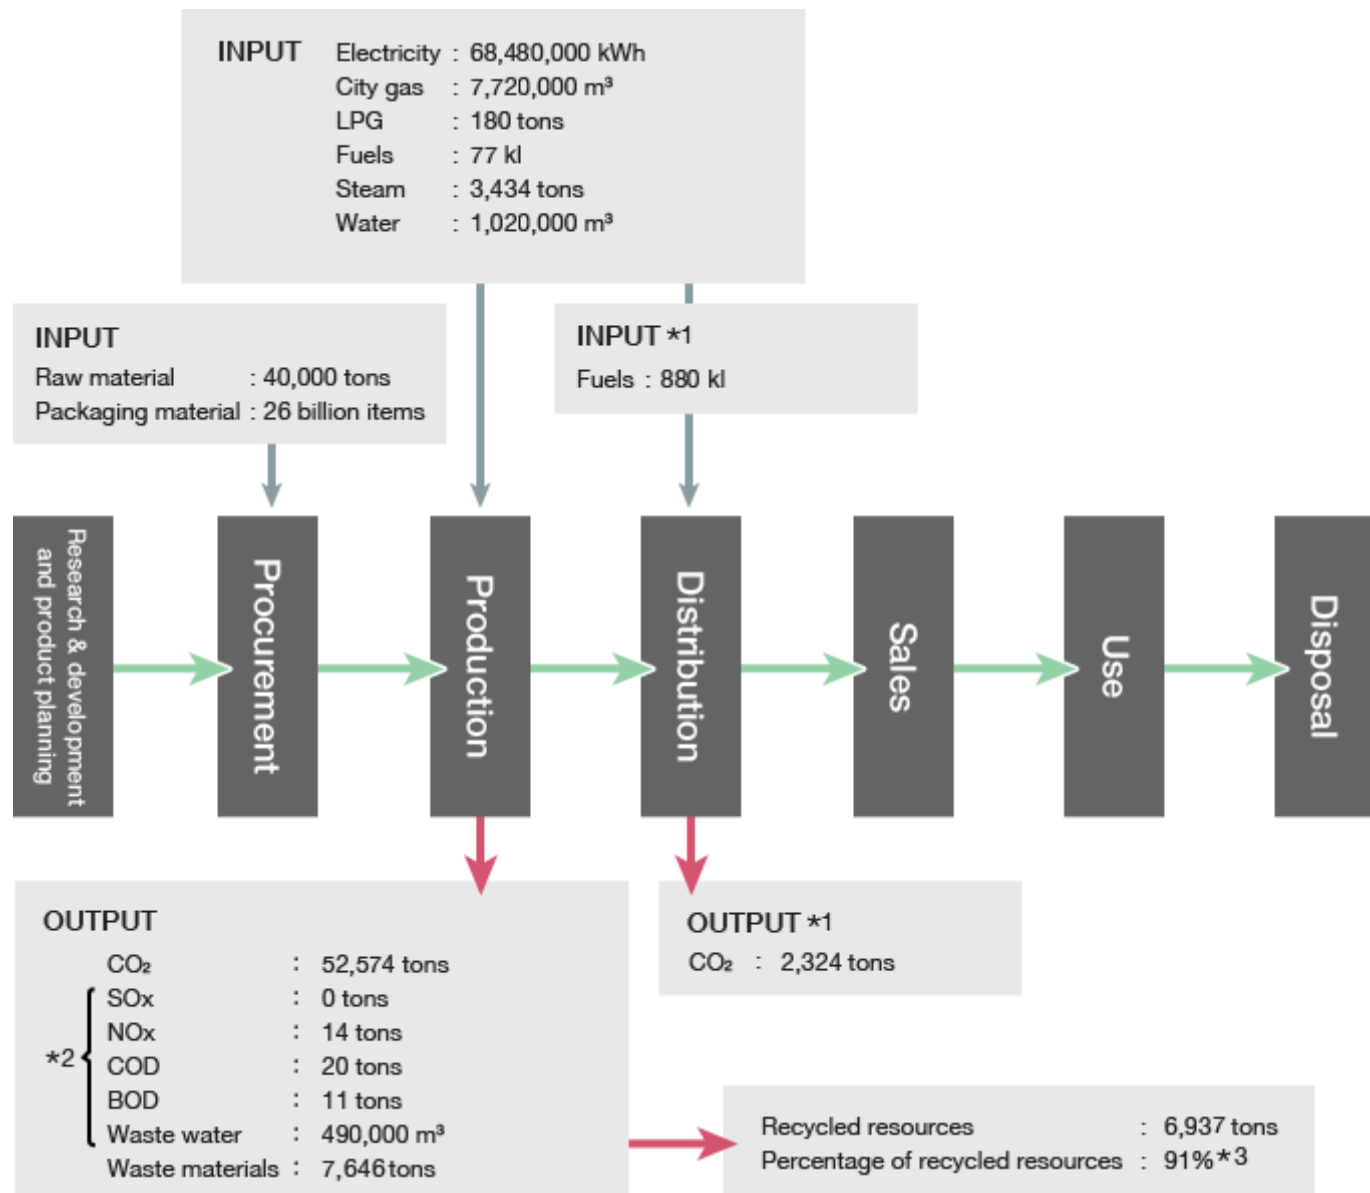 INPUT
Electricity : 68,480,000 kWh
City gas : 7,720,000 m³
LPG : 180 tons
Fuels : 77 kl
Steam : 3,434 tons
Water : 1,020,000 m³
INPUT
Raw material : 40,000 tons
Packaging material : 26 billion items
INPUT *1
Fuels : 880 kl
Research & development
and product planning
Procurement
Production
Distribution
Sales
Use
Disposal
OUTPUT
CO₂ : 52,574 tons
SOx : 0 tons
NOx : 14 tons
*2
COD : 20 tons
BOD : 11 tons
Waste water : 490,000 m³
Waste materials : 7,646 tons
OUTPUT *1
CO₂ : 2,324 tons
Recycled resources : 6,937 tons
Percentage of recycled resources : 91%*3